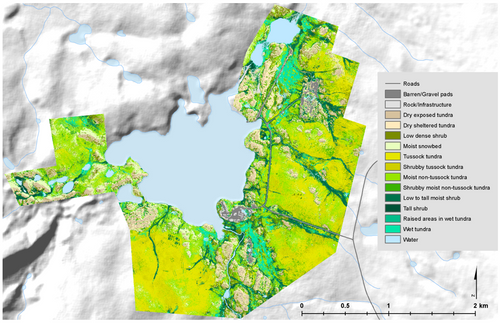 Roads
Barren/Gravel pads
Rock/Infrastructure
Dry exposed tundra
Dry sheltered tundra
Low dense shrub
Moist snowbed
Tussock tundra
Shrubby tussock tundra
Moist non-tussock tundra
Shrubby moist non-tussock tundra
Low to tall moist shrub
Tall shrub
Raised areas in wet tundra
Wet tundra
Water
0 0.5 1 2 km